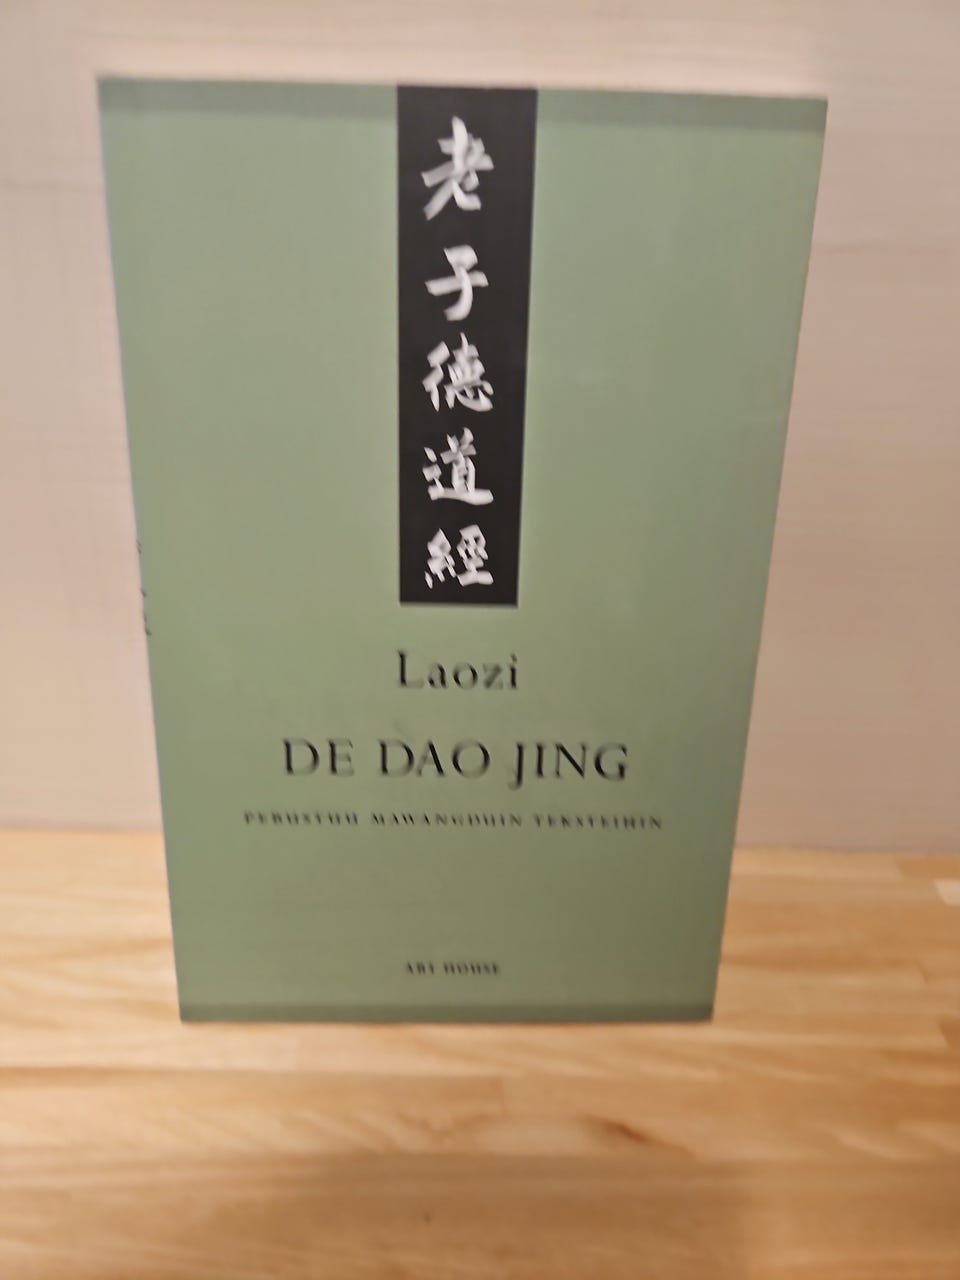 老子德道經
Laozi
DE DAO JING
PERUSTUU MAWANGDUIN TEKSTEIHIN
ART HOUSE